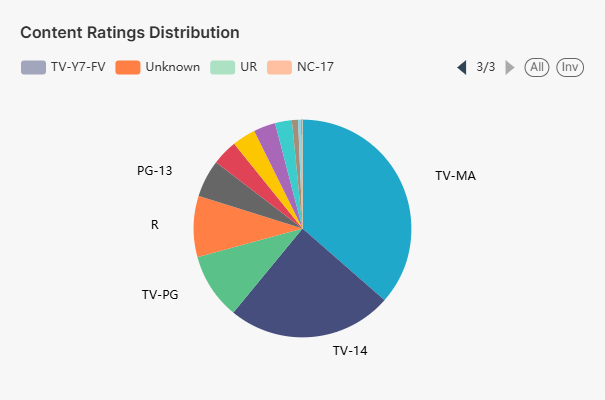 Content Ratings Distribution
TV-Y7-FV Unknown UR NC-17 3/3 All Inv
PG-13
TV-MA
R
TV-PG
TV-14